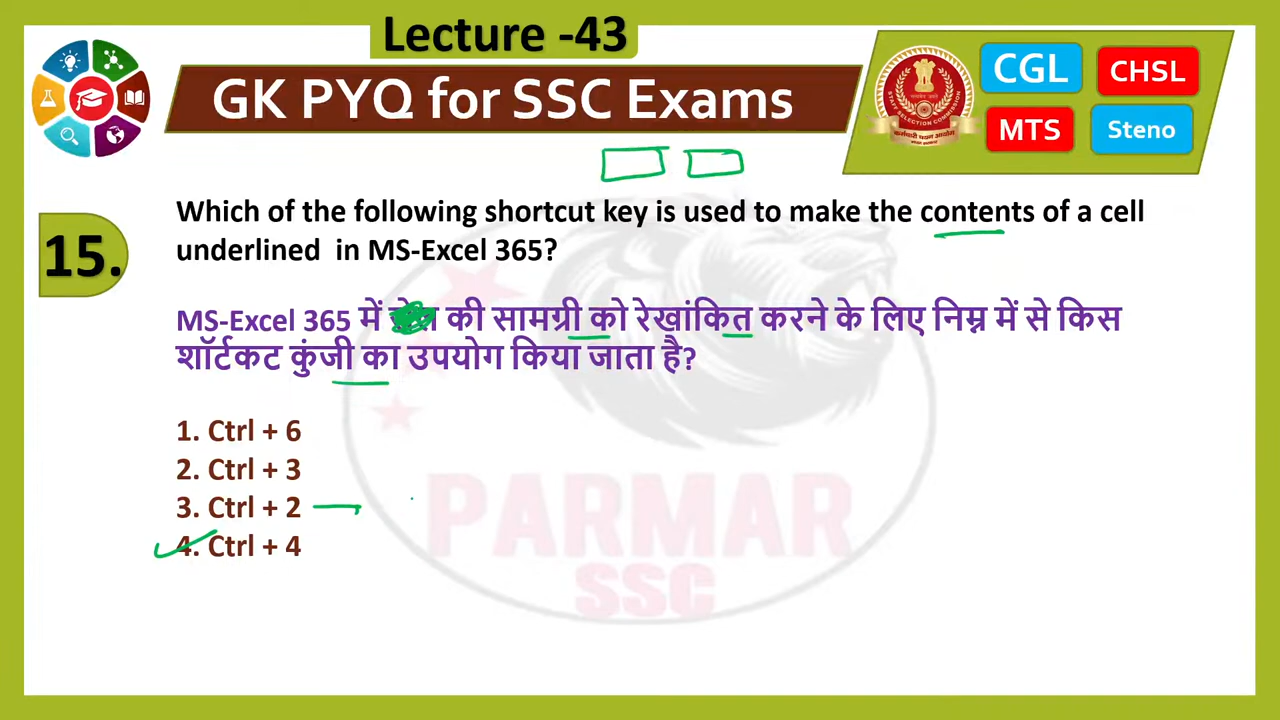 Lecture -43
GK PYQ for SSC Exams
CGL
CHSL
MTS
Steno
15.
Which of the following shortcut key is used to make the contents of a cell
underlined in MS-Excel 365?
MS-Excel 365 में की सामग्री को रेखांकित करने के लिए निम्न में से किस
शॉर्टकट कुंजी का उपयोग किया जाता है?
1. Ctrl + 6
2. Ctrl + 3
3. Ctrl + 2
4. Ctrl + 4
PARMAR
SSC